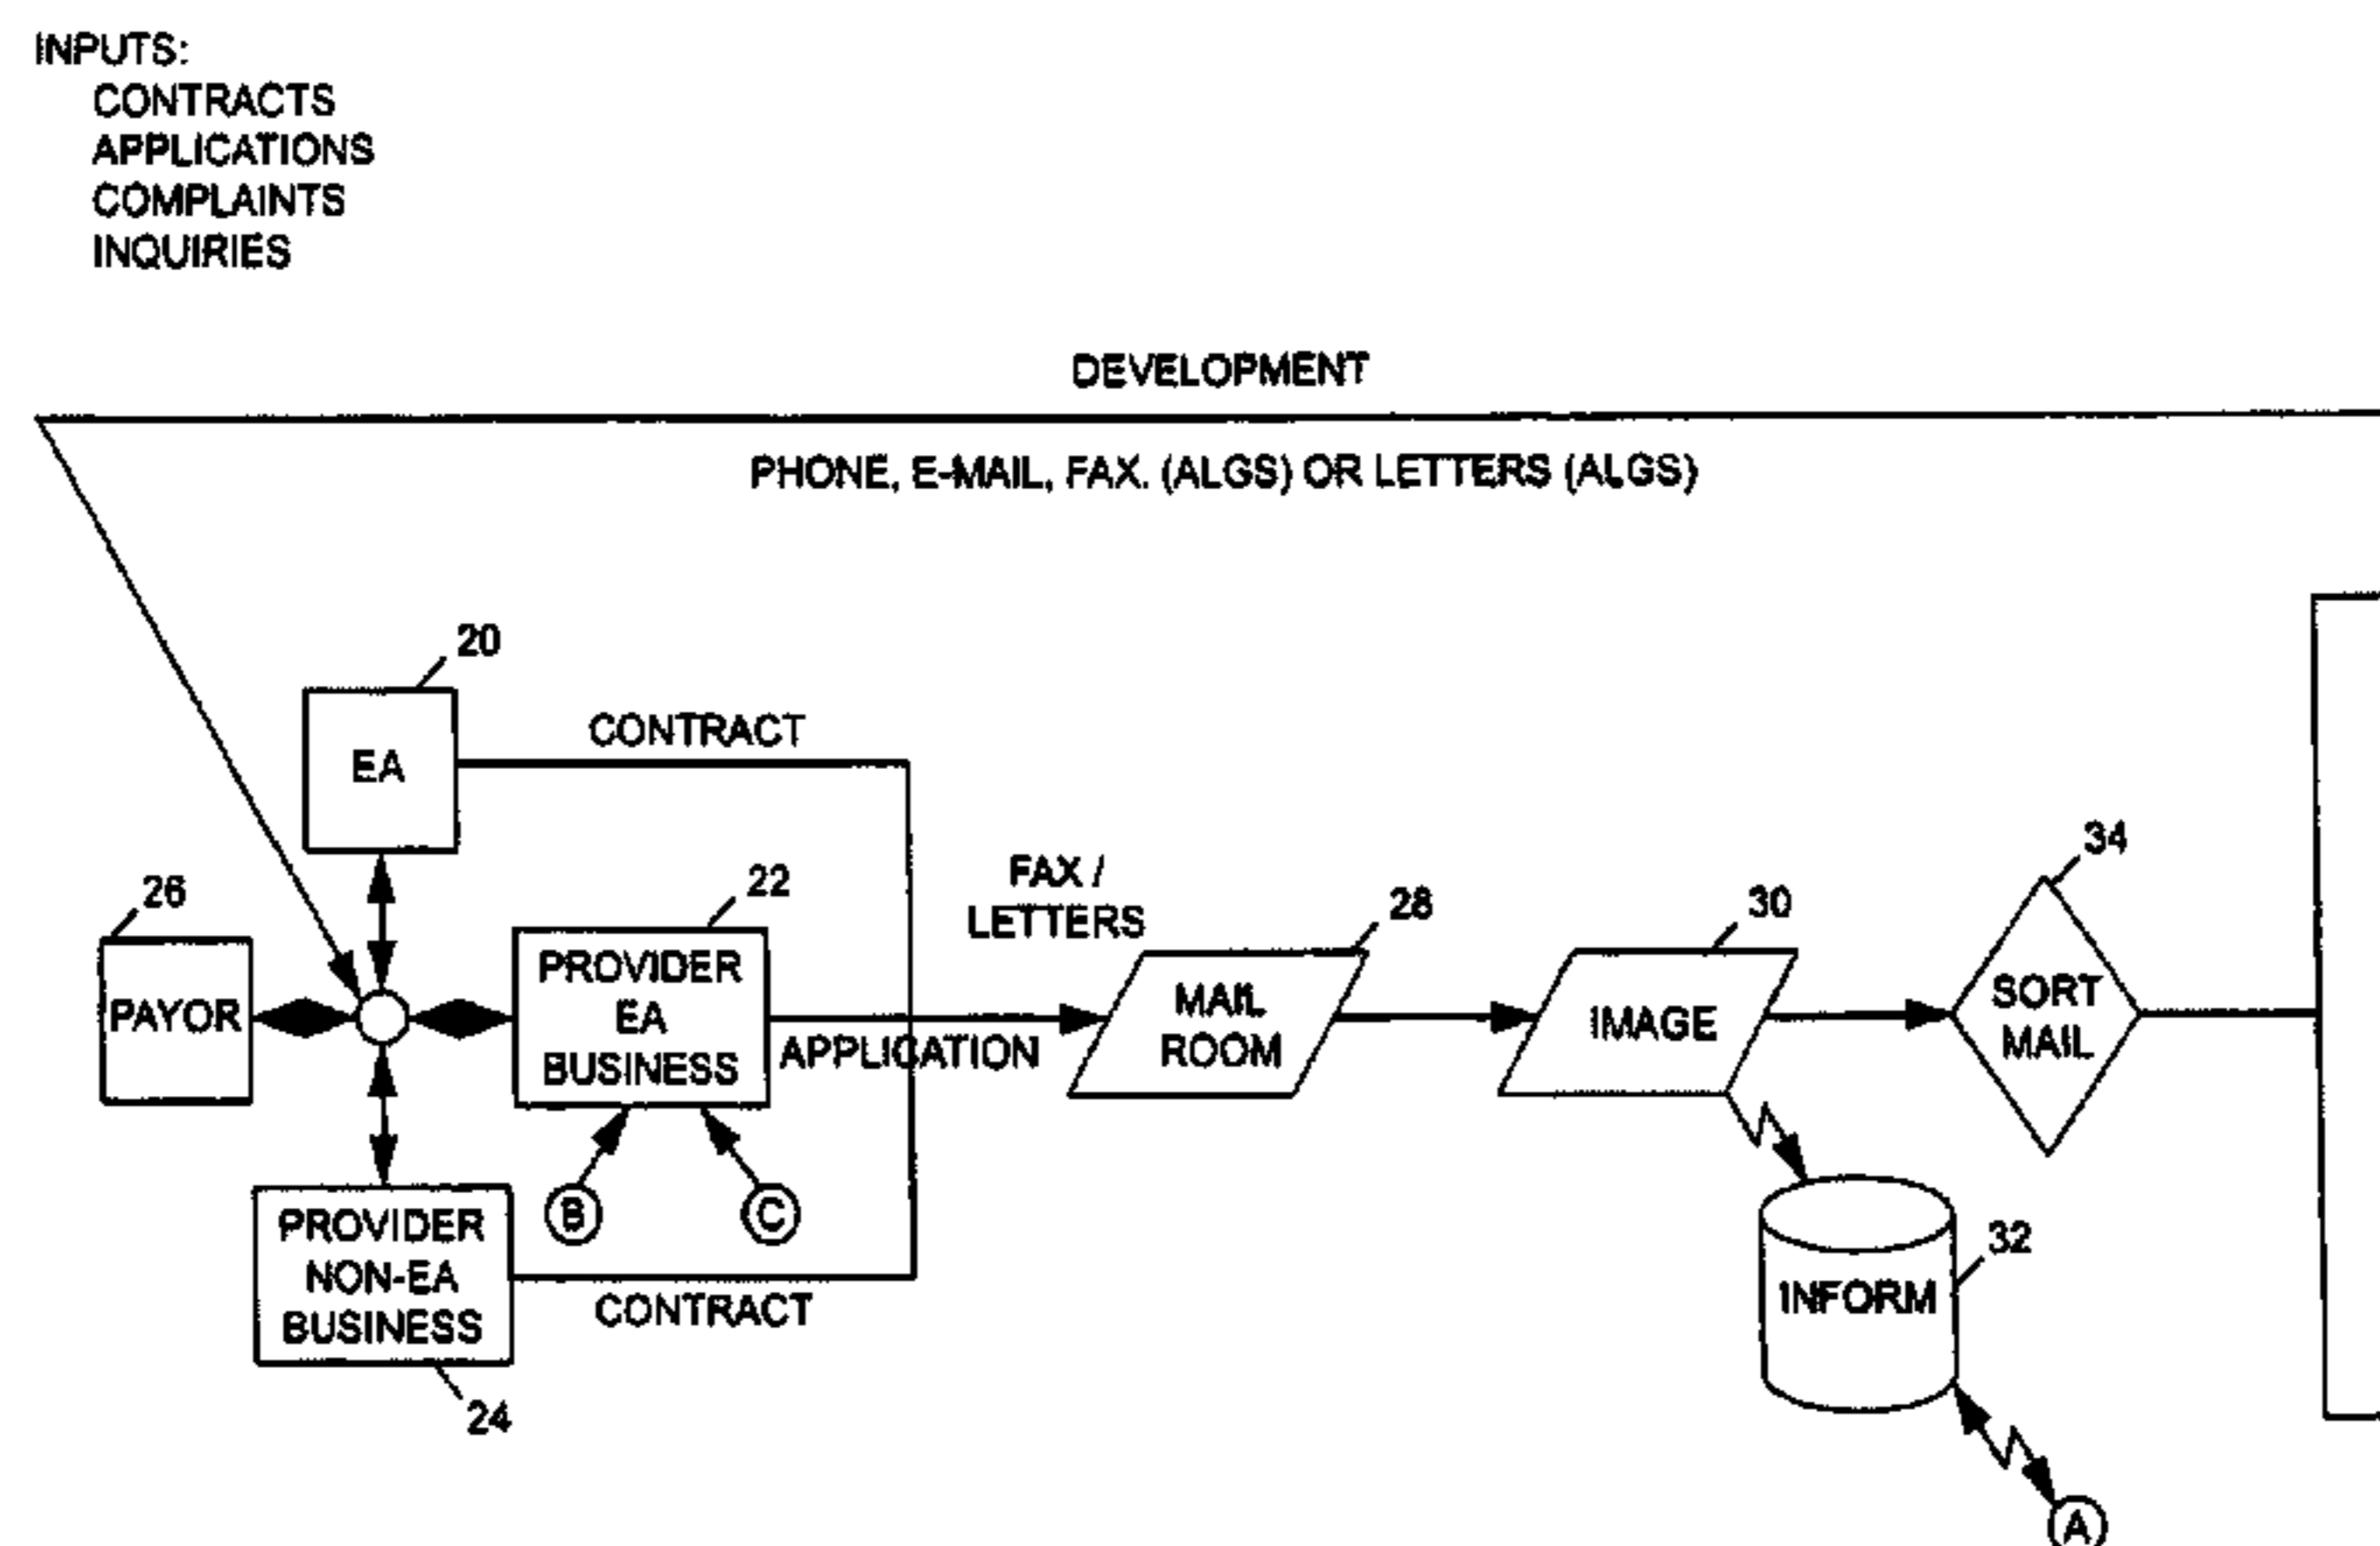 INPUTS:
CONTRACTS
APPLICATIONS
COMPLAINTS
INQUIRIES
DEVELOPMENT
PHONE, E-MAIL, FAX. (ALGS) OR LETTERS (ALGS)
20
EA
CONTRACT
26
PAYOR
22
PROVIDER
EA
BUSINESS
FAX /
LETTERS
APPLICATION
28
MAIL
ROOM
30
IMAGE
34
SORT
MAIL
B
C
PROVIDER
NON-EA
BUSINESS
CONTRACT
24
32
INFORM
A